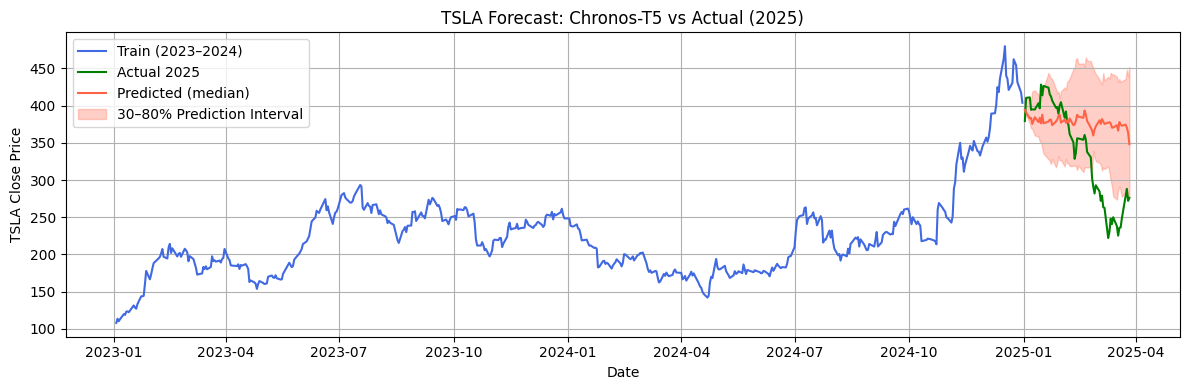 TSLA Forecast: Chronos-T5 vs Actual (2025)
Train (2023–2024)
Actual 2025
Predicted (median)
30–80% Prediction Interval
TSLA Close Price
450
400
350
300
250
200
150
100
2023-01
2023-04
2023-07
2023-10
2024-01
2024-04
2024-07
2024-10
2025-01
2025-04
Date